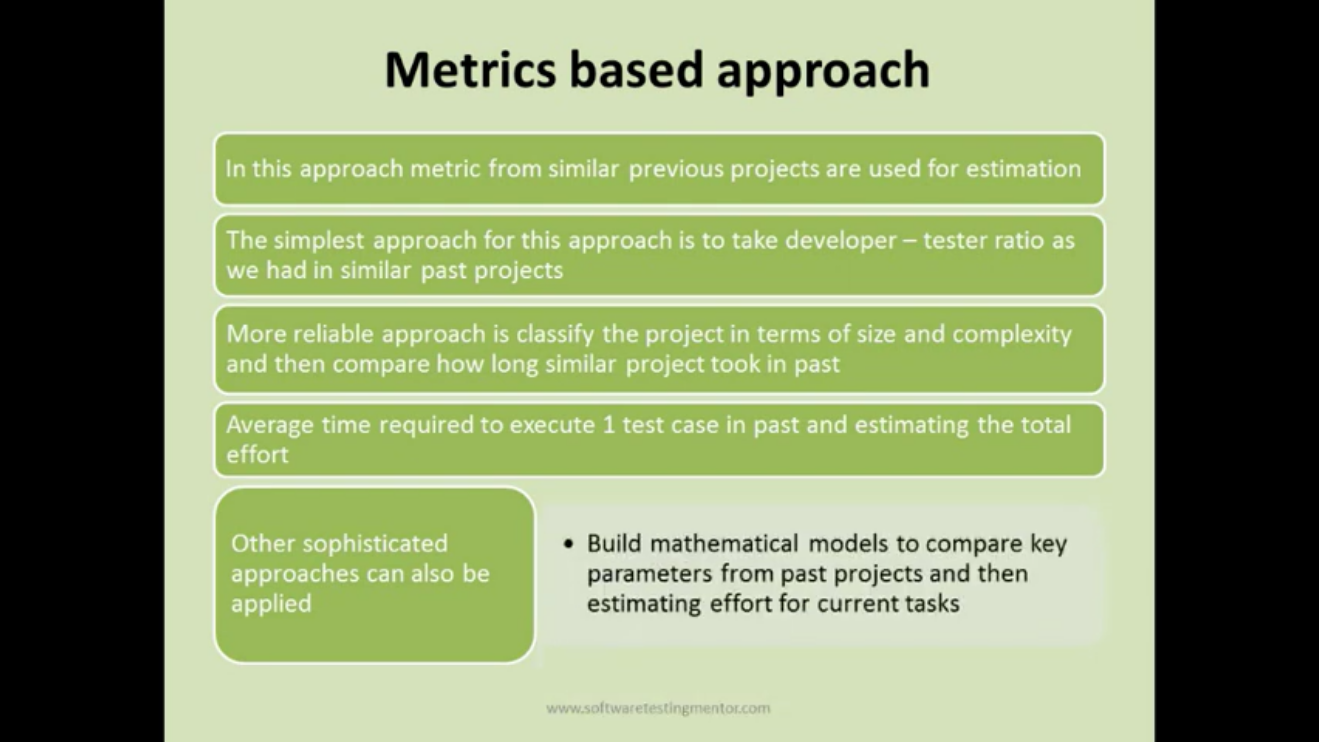 Metrics based approach
In this approach metric from similar previous projects are used for estimation
The simplest approach for this approach is to take developer – tester ratio as
we had in similar past projects
More reliable approach is classify the project in terms of size and complexity
and then compare how long similar project took in past
Average time required to execute 1 test case in past and estimating the total
effort
Other sophisticated
approaches can also be
applied
• Build mathematical models to compare key
parameters from past projects and then
estimating effort for current tasks
www.softwaretestingmentor.com